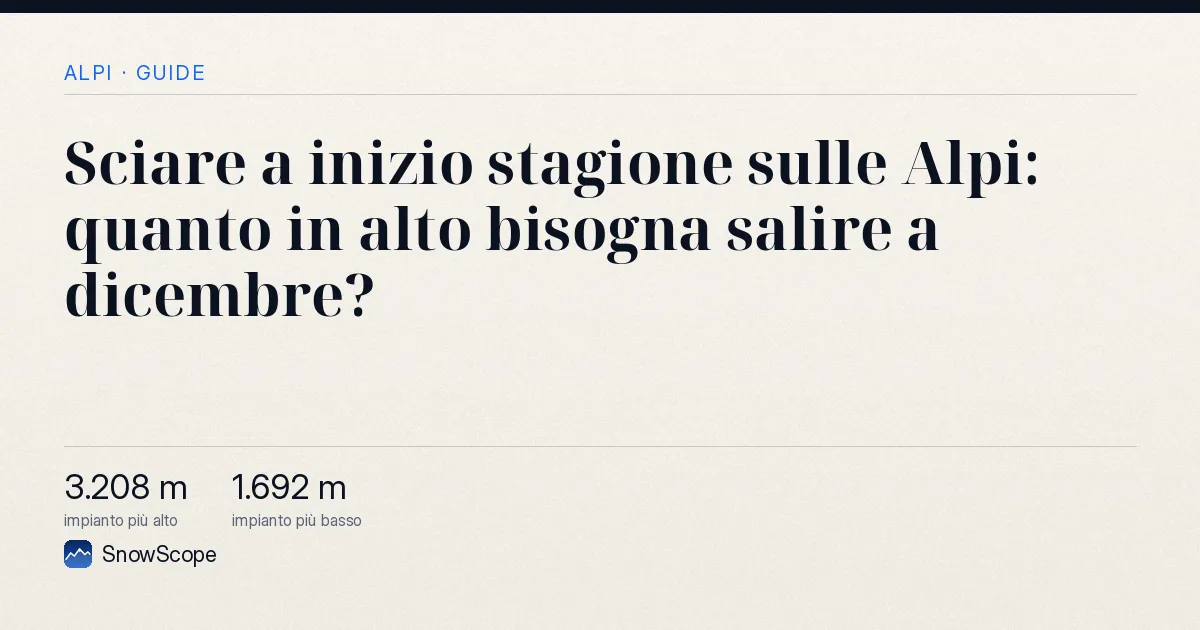 ALPI · GUIDE
Sciare a inizio stagione sulle Alpi:
quanto in alto bisogna salire a
dicembre?
3.208 m 1.692 m
impianto più alto impianto più basso
SnowScope